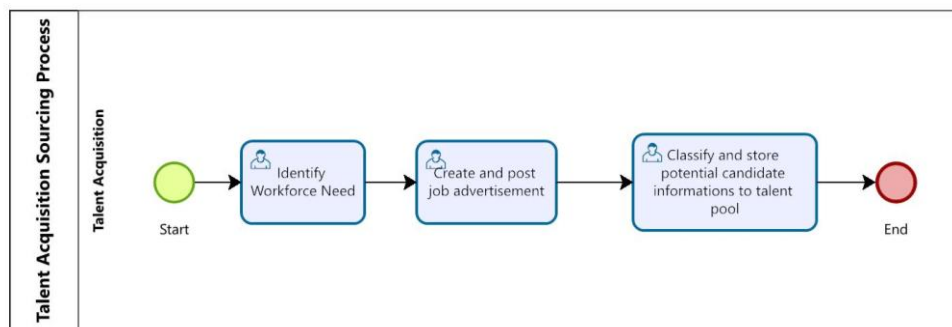 Talent Acquisition Sourcing Process
Talent Acquisition
Start
Identify
Workforce Need
Create and post
job advertisement
Classify and store
potential candidate
informations to talent
pool
End